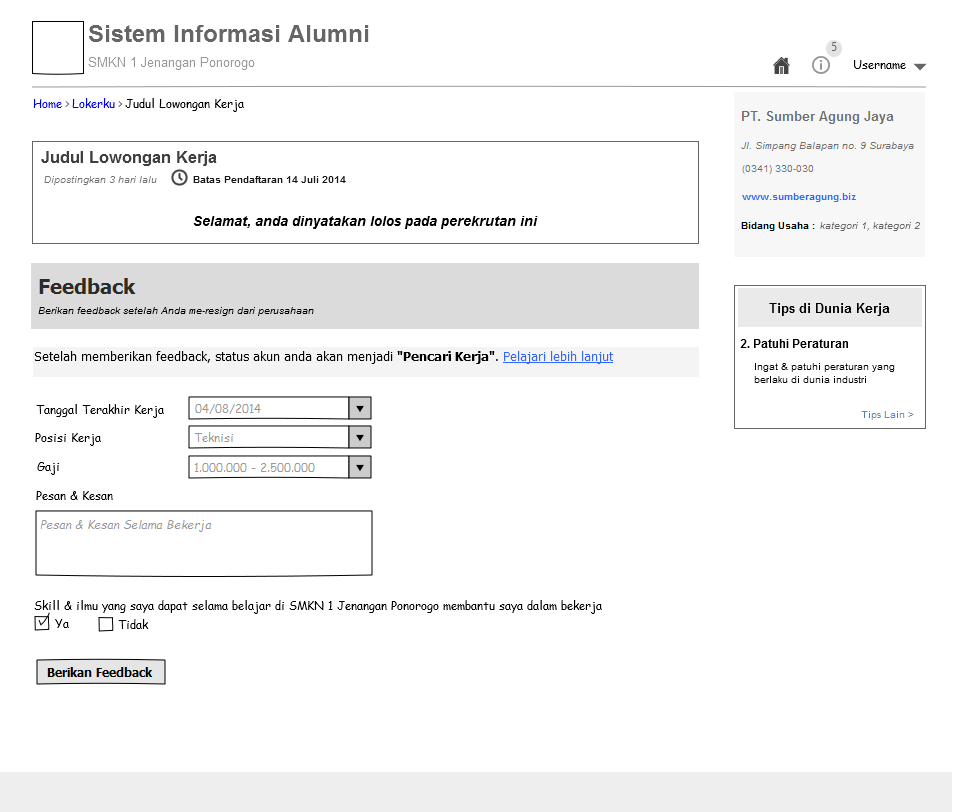 Sistem Informasi Alumni
SMKN 1 Jenangan Ponorogo
5
Username
Home › Lokerku › Judul Lowongan Kerja
Judul Lowongan Kerja
Dipostingkan 3 hari lalu Batas Pendaftaran 14 Juli 2014
Selamat, anda dinyatakan lolos pada perekrutan ini
Feedback
Berikan feedback setelah Anda me-resign dari perusahaan
Setelah memberikan feedback, status akun anda akan menjadi "Pencari Kerja". Pelajari lebih lanjut
Tanggal Terakhir Kerja 04/08/2014
Posisi Kerja Teknisi
Gaji 1.000.000 - 2.500.000
Pesan & Kesan
Pesan & Kesan Selama Bekerja
Skill & ilmu yang saya dapat selama belajar di SMKN 1 Jenangan Ponorogo membantu saya dalam bekerja
Ya Tidak
Berikan Feedback
PT. Sumber Agung Jaya
Jl. Simpang Balapan no. 9 Surabaya
(0341) 330-030
www.sumberagung.biz
Bidang Usaha : kategori 1, kategori 2
Tips di Dunia Kerja
2. Patuhi Peraturan
Ingat & patuhi peraturan yang
berlaku di dunia industri
Tips Lain >